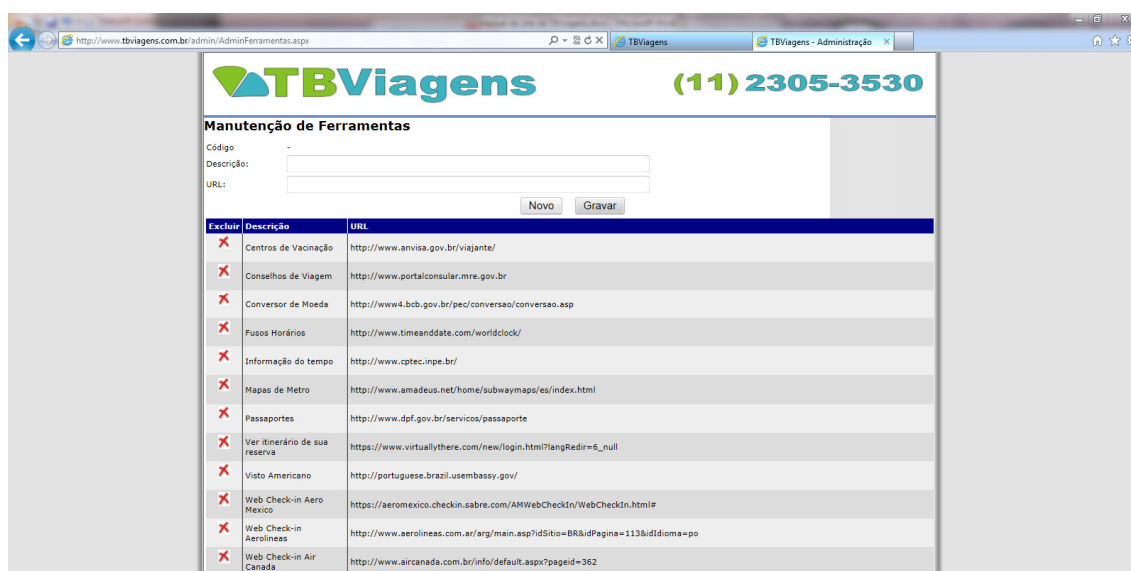 http://www.tbviagens.com.br/admin/AdminFerramentas.aspx
TBViagens
TBViagens - Administração
TBViagens
(11) 2305-3530
Manutenção de Ferramentas
Código -
Descrição:
URL:
Novo Gravar
Excluir Descrição URL
Centros de Vacinação http://www.anvisa.gov.br/viajante/
Conselhos de Viagem http://www.portalconsular.mre.gov.br
Conversor de Moeda http://www4.bcb.gov.br/pec/conversao/conversao.asp
Fusos Horários http://www.timeanddate.com/worldclock/
Informação do tempo http://www.cptec.inpe.br/
Mapas de Metro http://www.amadeus.net/home/subwaymaps/es/index.html
Passaportes http://www.dpf.gov.br/servicos/passaporte
Ver itinerário de sua
reserva
https://www.virtuallythere.com/new/login.html?langRedir=6_null
Visto Americano http://portuguese.brazil.usembassy.gov/
Web Check-in Aero
Mexico
https://aeromexico.checkin.sabre.com/AMWebCheckIn/WebCheckIn.html#
Web Check-in
Aerolineas
http://www.aerolineas.com.ar/arg/main.asp?idSitio=BR&idPagina=113&idIdioma=po
Web Check-in Air
Canada
http://www.aircanada.com.br/info/default.aspx?pageid=362